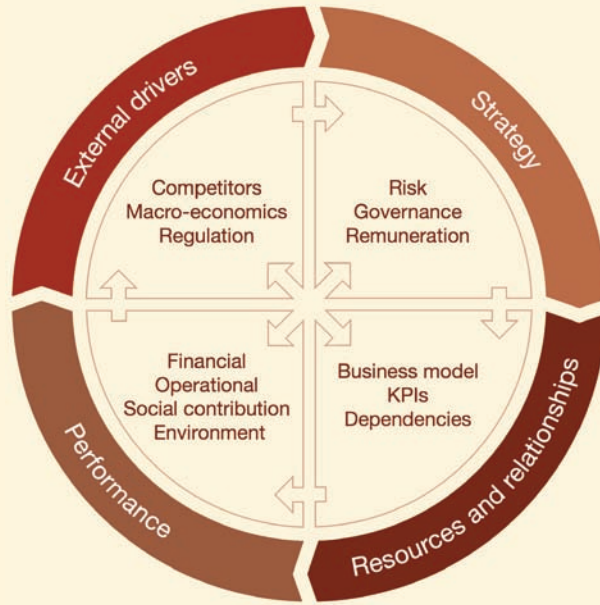 External drivers
Strategy
Competitors
Macro-economics
Regulation
Risk
Governance
Remuneration
Financial
Operational
Social contribution
Environment
Business model
KPIs
Dependencies
Performance
Resources and relationships